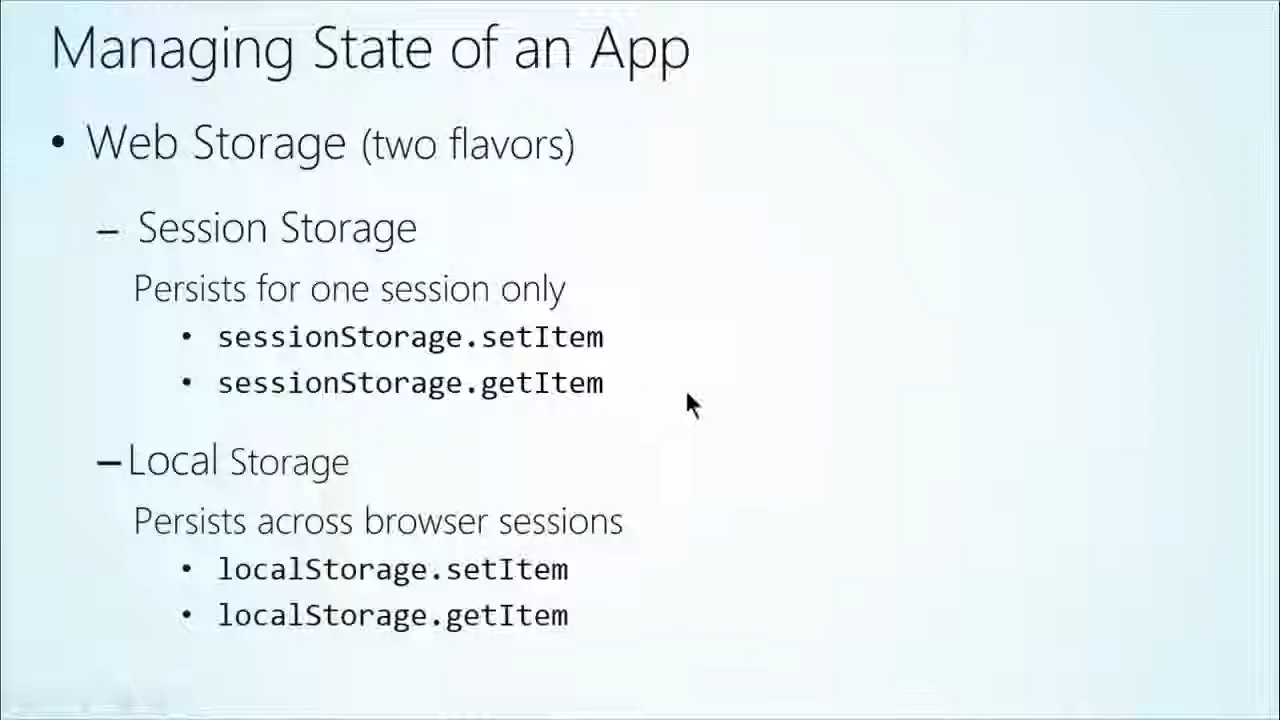 Managing State of an App
• Web Storage (two flavors)
– Session Storage
Persists for one session only
• sessionStorage.setItem
• sessionStorage.getItem
– Local Storage
Persists across browser sessions
• localStorage.setItem
• localStorage.getItem